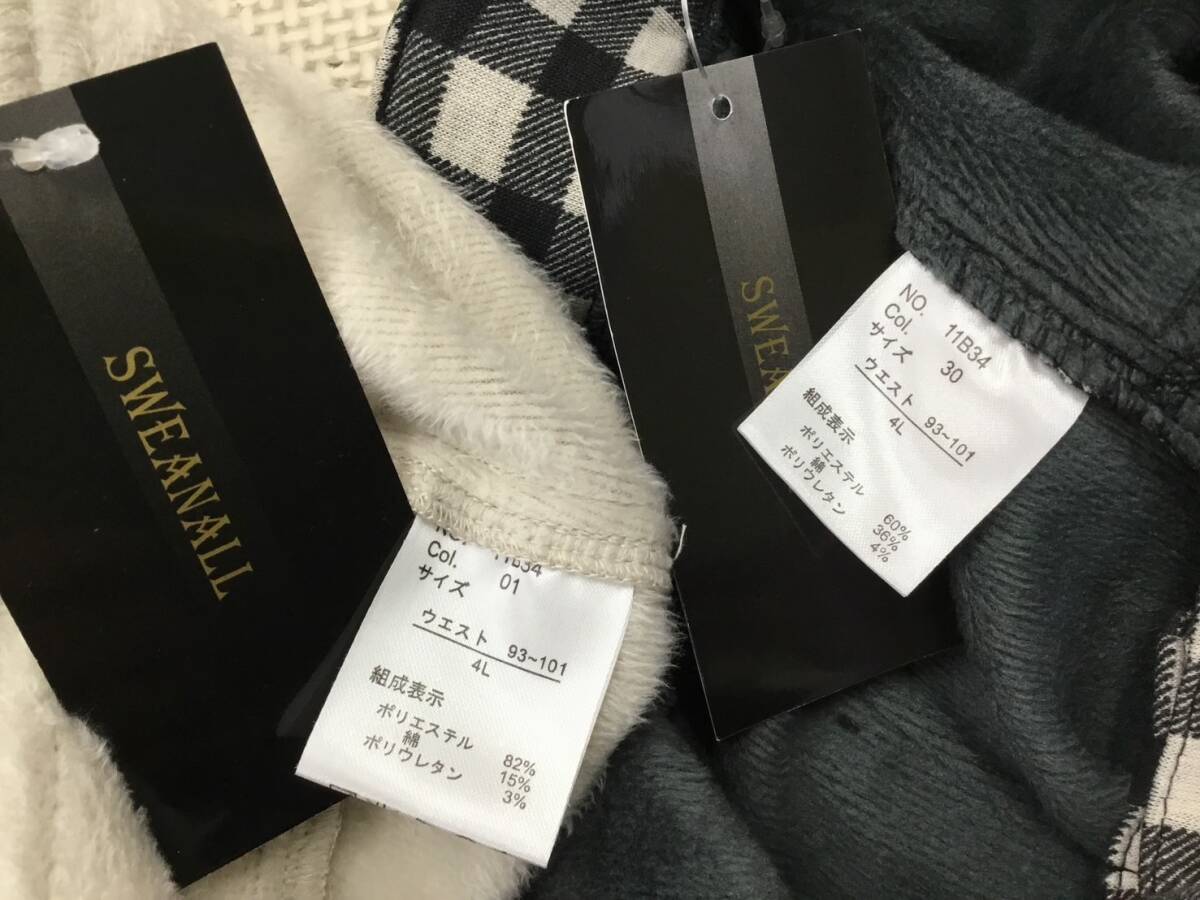 SWEANALL
NO. 11B34
Col. 01
サイズ
ウエスト 93~101
4L
組成表示
ポリエステル 82%
綿 15%
ポリウレタン 3%
SWEANA
NO. 11B34
Col. 30
サイズ
ウエスト 93~101
4L
組成表示
ポリエステル 60%
綿 36%
ポリウレタン 4%